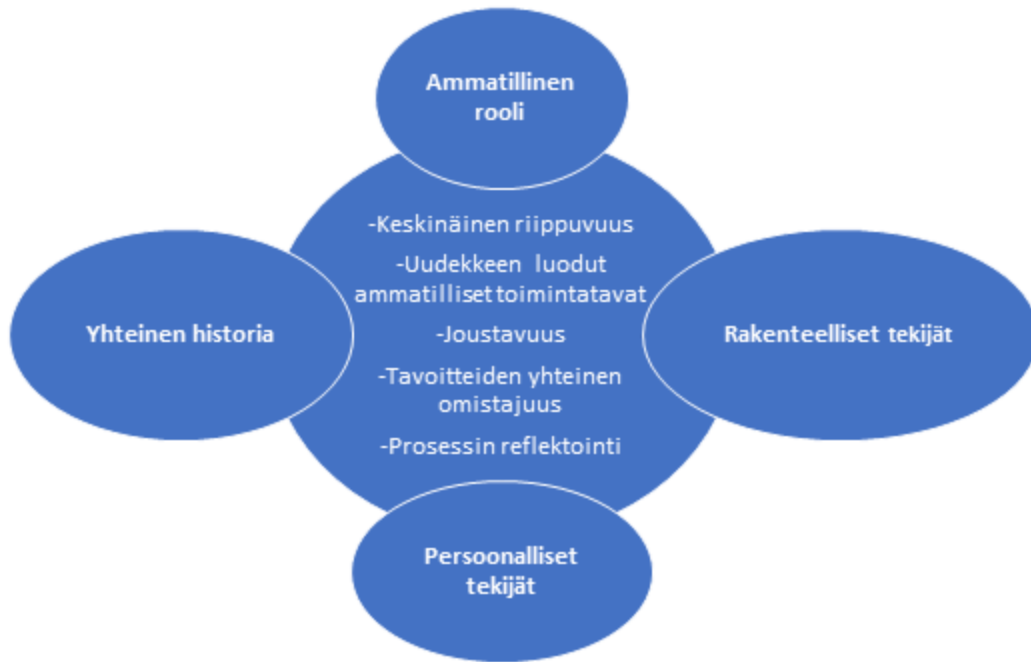 Ammatillinen
rooli
-Keskinäinen riippuvuus
-Uudekkeen luodut
ammatilliset toimintatavat
Yhteinen historia
-Joustavuus
Rakenteelliset tekijät
-Tavoitteiden yhteinen
omistajuus
-Prosessin reflektointi
Persoonalliset
tekijät